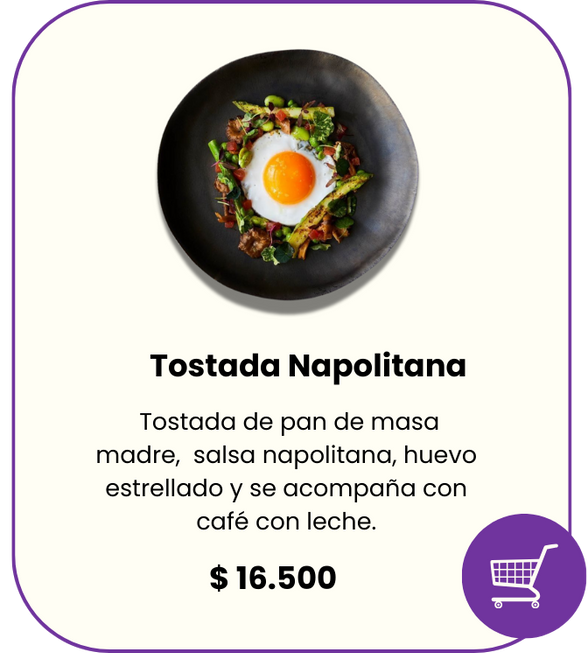 Tostada Napolitana
Tostada de pan de masa
madre,  salsa napolitana, huevo
estrellado y se acompaña con
café con leche.
$ 16.500